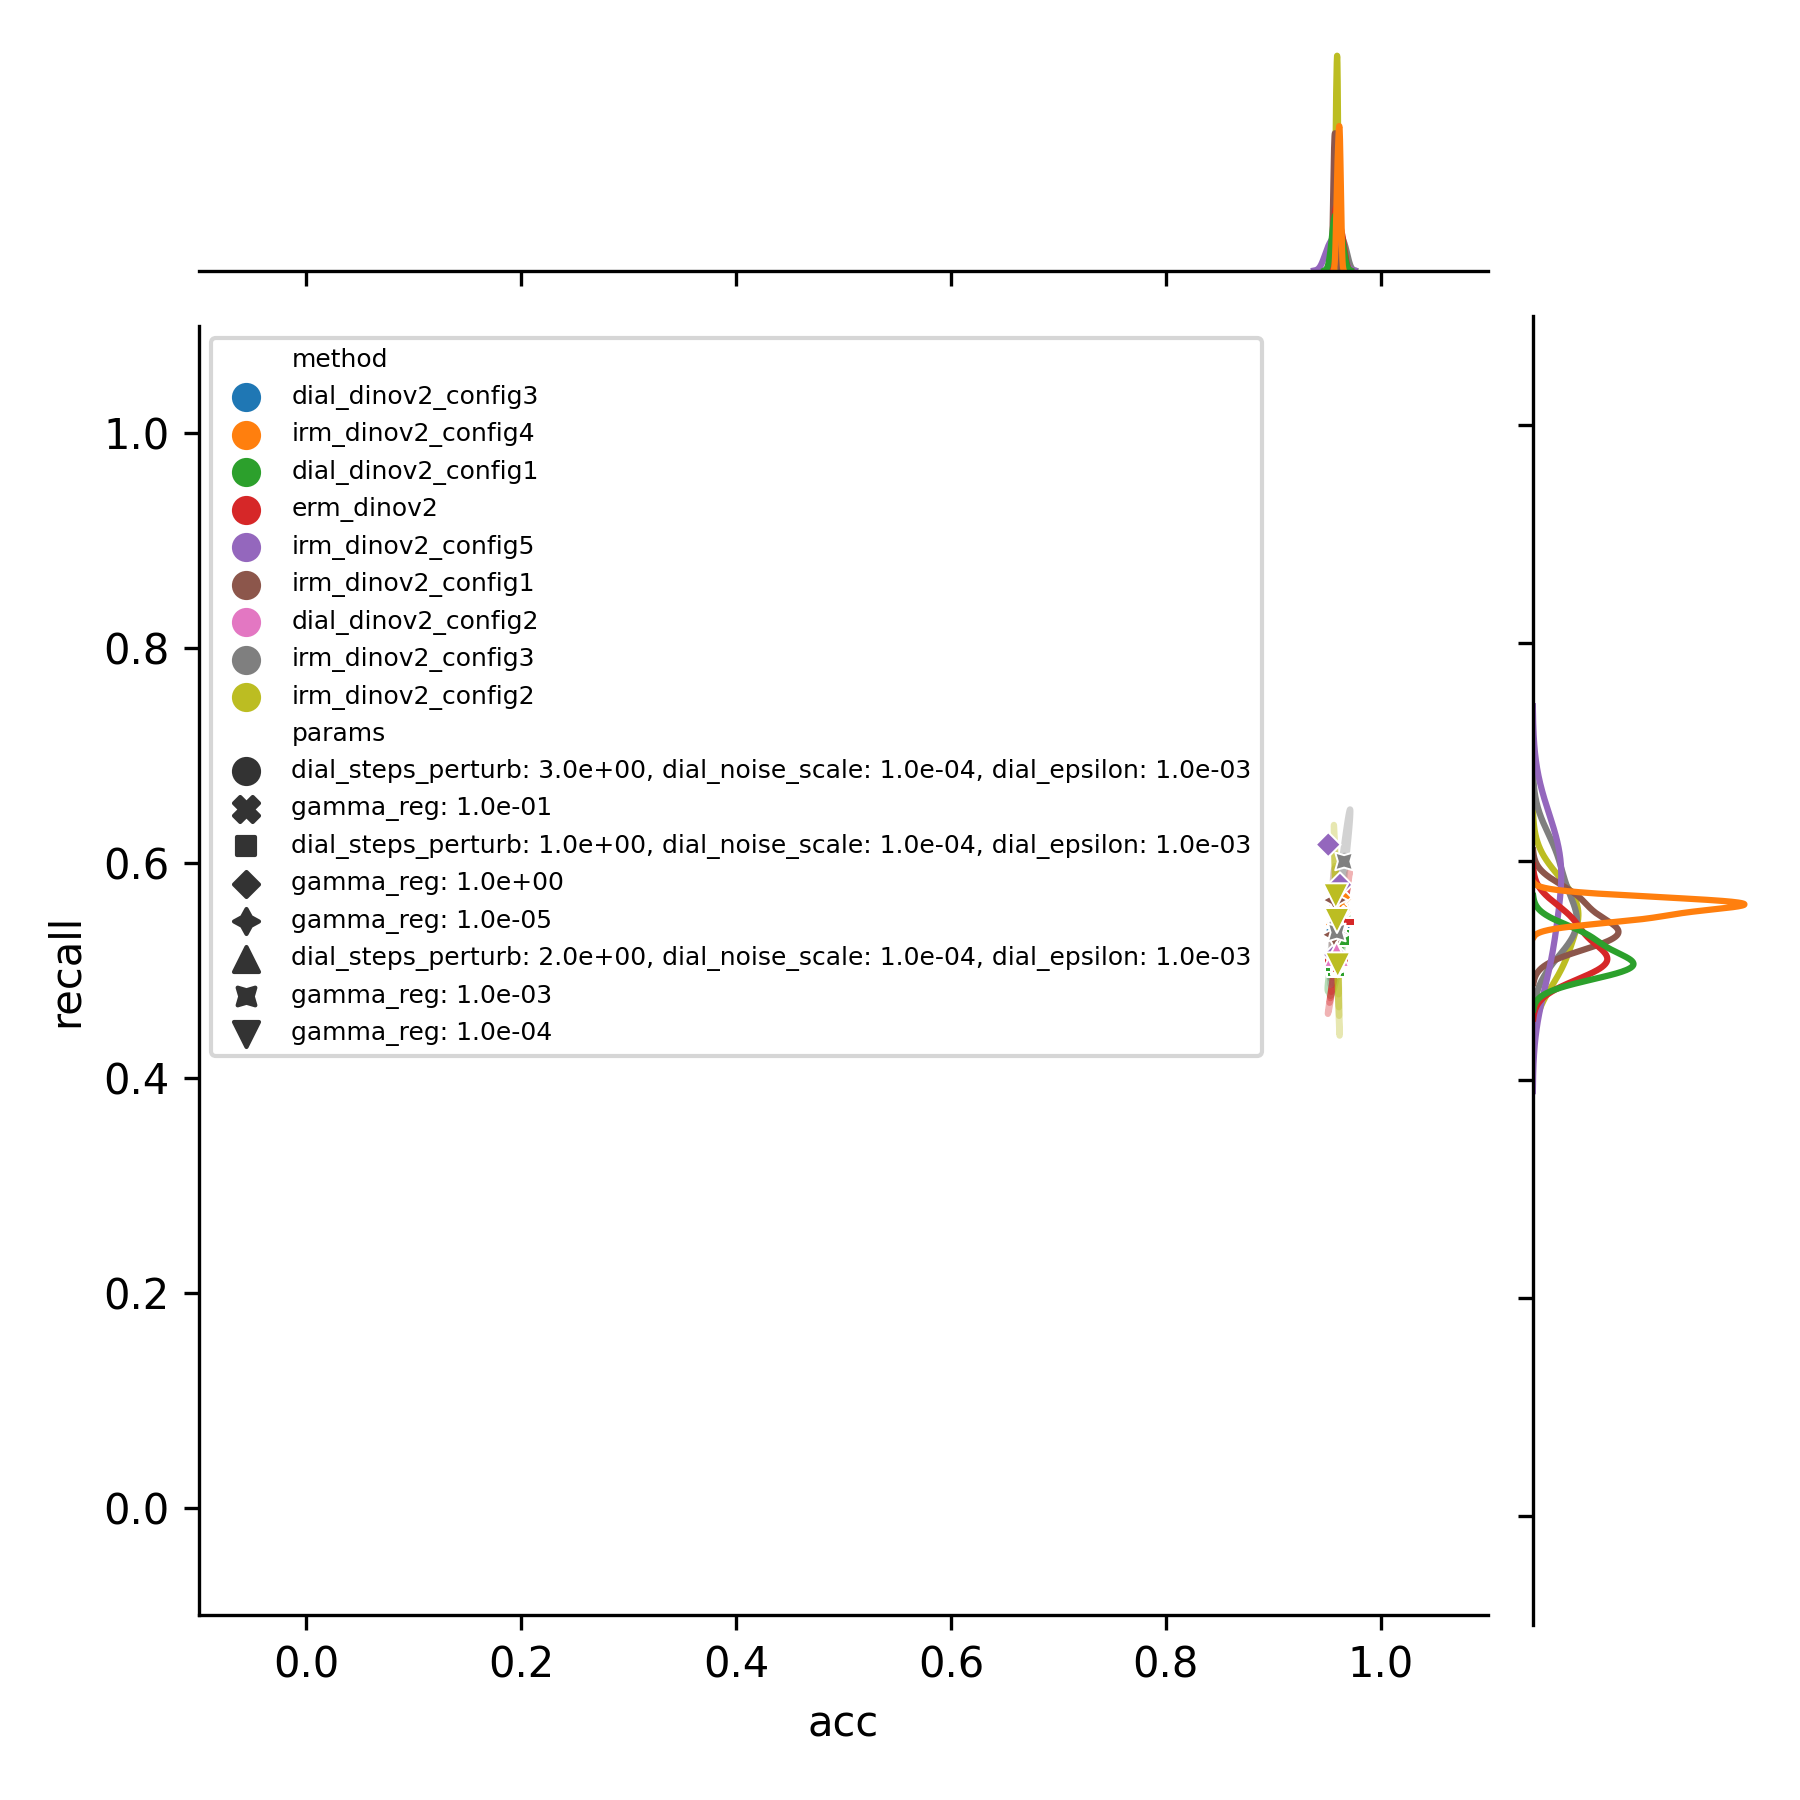 method
dial_dinov2_config3
irm_dinov2_config4
dial_dinov2_config1
erm_dinov2
irm_dinov2_config5
irm_dinov2_config1
dial_dinov2_config2
irm_dinov2_config3
irm_dinov2_config2
params
dial_steps_perturb: 3.0e+00, dial_noise_scale: 1.0e-04, dial_epsilon: 1.0e-03
gamma_reg: 1.0e-01
dial_steps_perturb: 1.0e+00, dial_noise_scale: 1.0e-04, dial_epsilon: 1.0e-03
gamma_reg: 1.0e+00
gamma_reg: 1.0e-05
dial_steps_perturb: 2.0e+00, dial_noise_scale: 1.0e-04, dial_epsilon: 1.0e-03
gamma_reg: 1.0e-03
gamma_reg: 1.0e-04
recall
1.0
0.8
0.6
0.4
0.2
0.0
0.0 0.2 0.4 0.6 0.8 1.0
acc